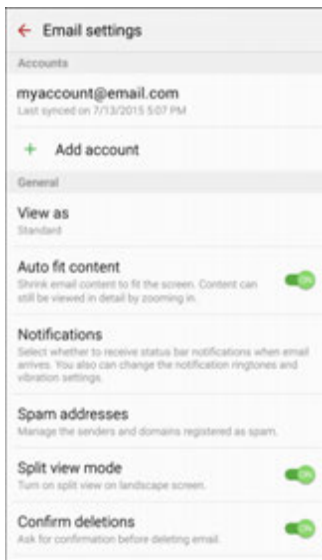 Email settings
Accounts
myaccount@email.com
Last synced on 7/13/2015 5:07 PM
+ Add account
General
View as
Standard
Auto fit content
Shrink email content to fit the screen. Content can
still be viewed in detail by zooming in.
ON
Notifications
Select whether to receive status bar notifications when email
arrives. You also can change the notification ringtones and
vibration settings.
Spam addresses
Manage the senders and domains registered as spam.
Split view mode
Turn on split view on landscape screen.
ON
Confirm deletions
Ask for confirmation before deleting email.
ON